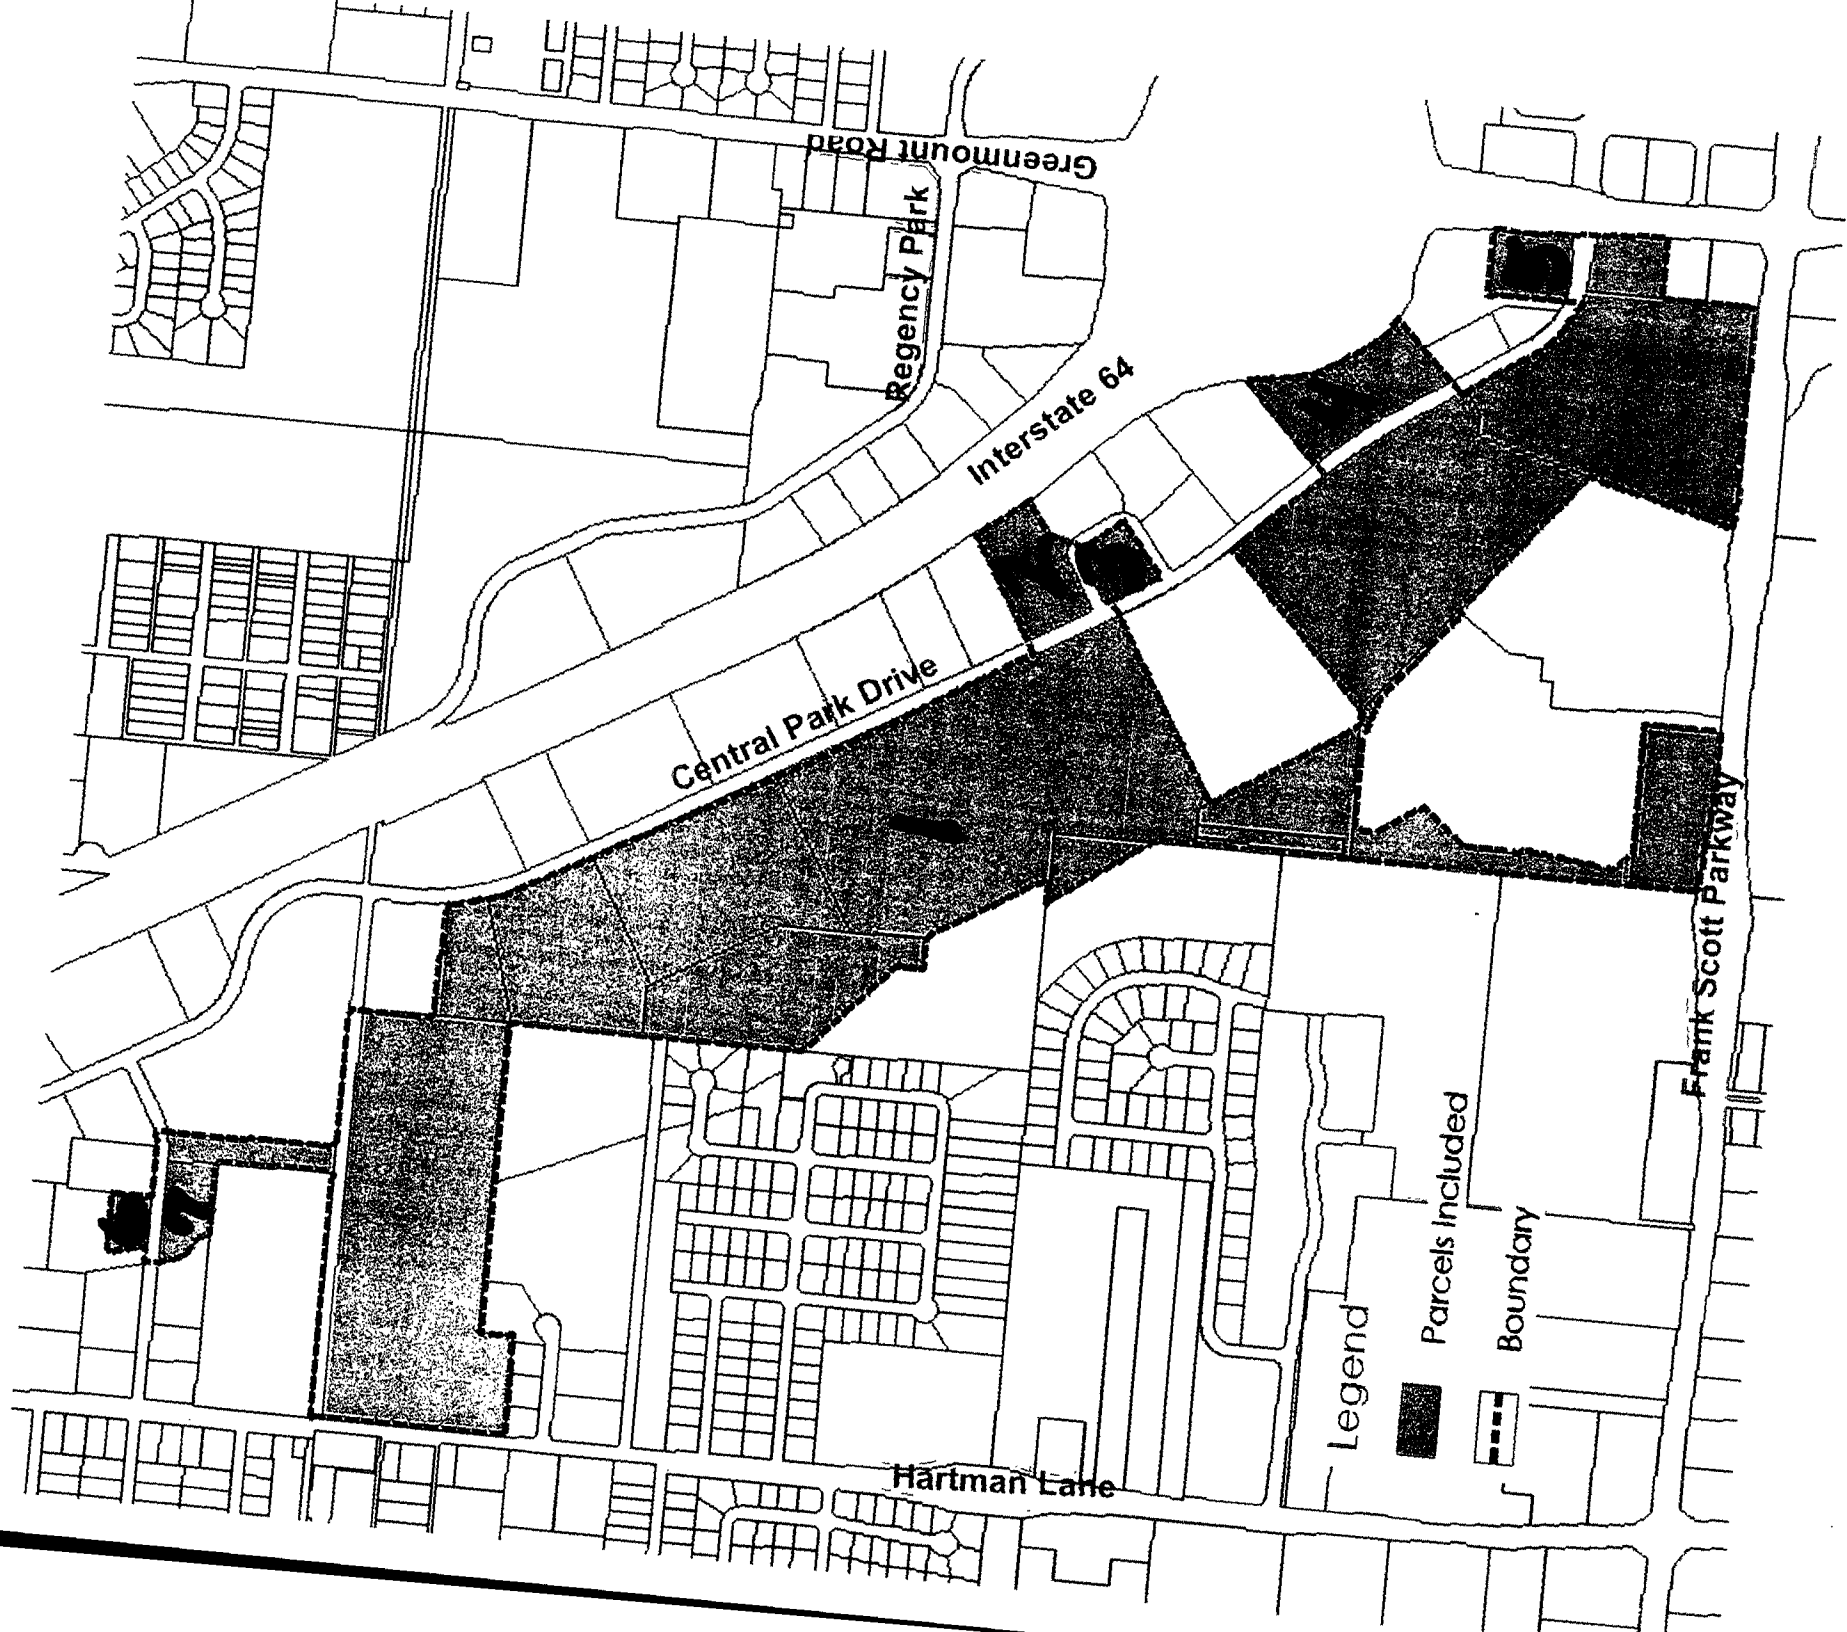 Greenmount Road
Regency Park
Interstate 64
Central Park Drive
Frank Scott Parkway
Hartman Lane
Legend
Parcels Included
Boundary